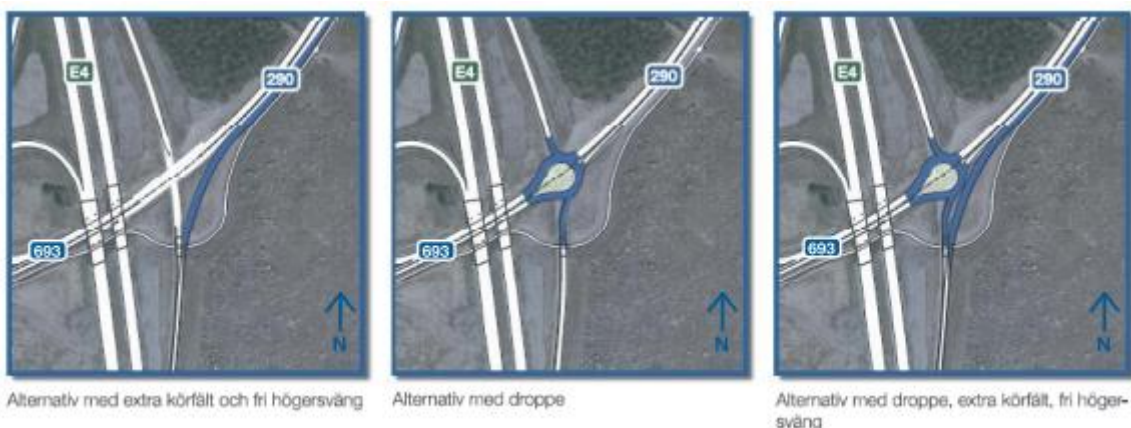 E4
290
693
N
Alternativ med extra körfält och fri högersväng
E4
290
693
N
Alternativ med droppe
E4
290
693
N
Alternativ med droppe, extra körfält, fri höger-
sväng